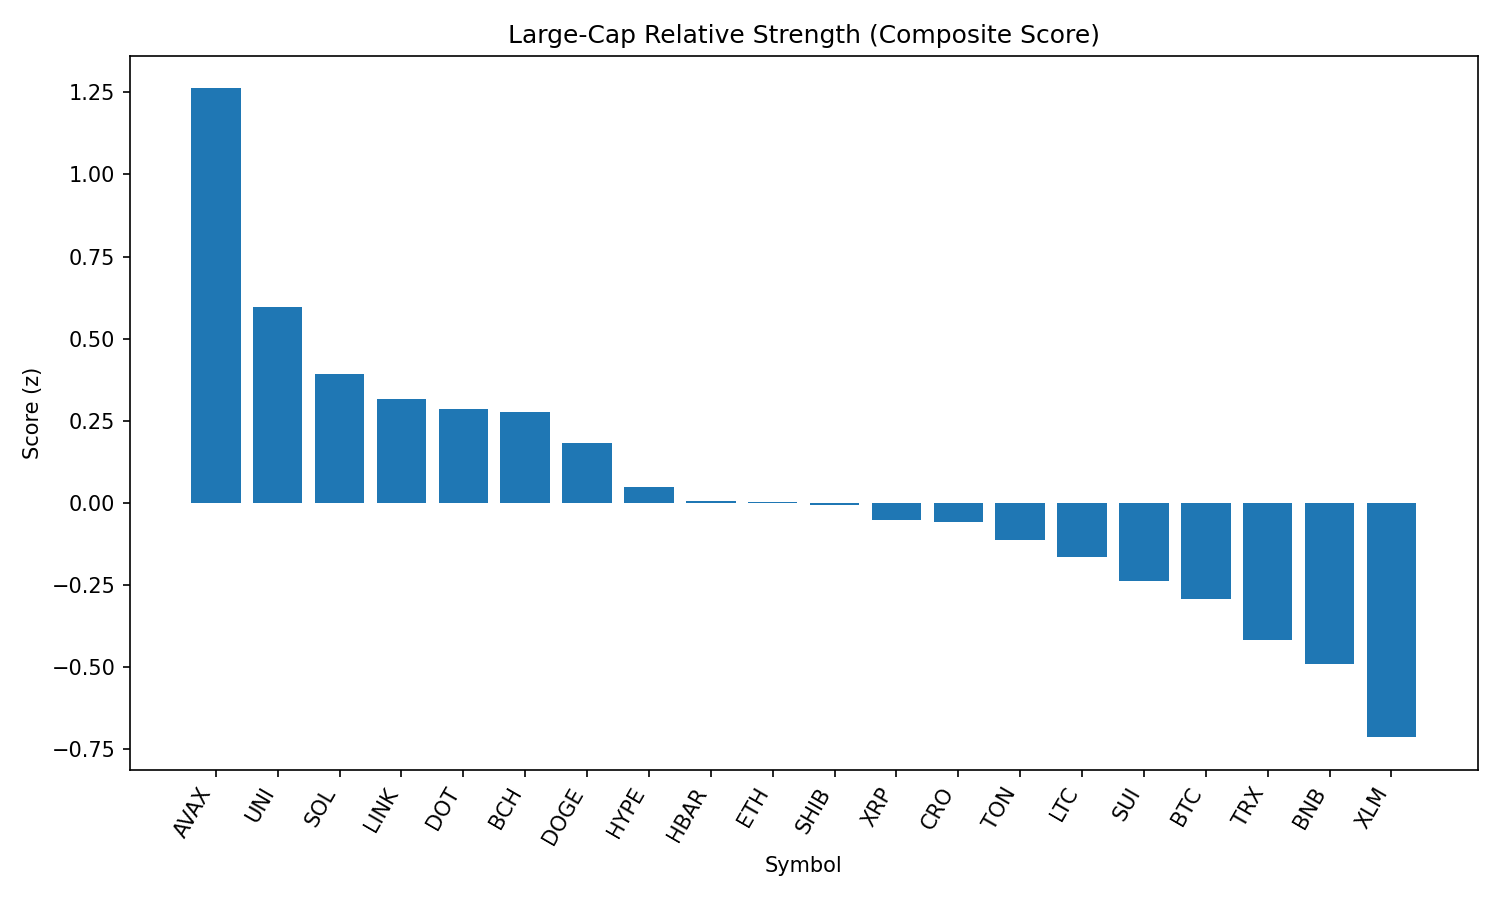 Large-Cap Relative Strength (Composite Score)
Score (z)
1.25
1.00
0.75
0.50
0.25
0.00
−0.25
−0.50
−0.75
AVAX
UNI
SOL
LINK
DOT
BCH
DOGE
HYPE
HBAR
ETH
SHIB
XRP
CRO
TON
LTC
SUI
BTC
TRX
BNB
XLM
Symbol